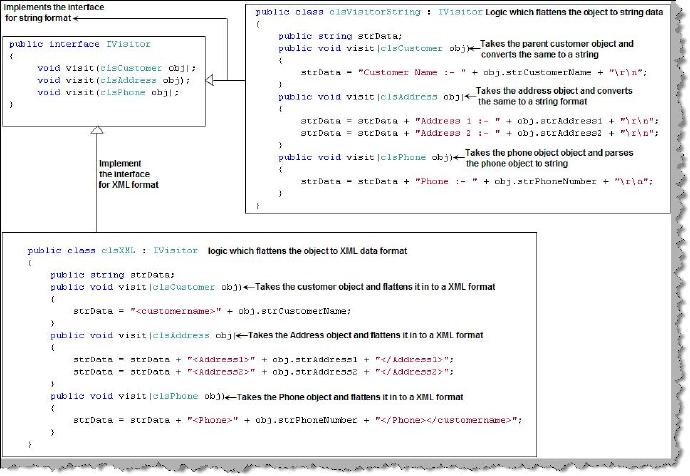 Implements the interface
for string format
public interface IVisitor
{
void visit(clsCustomer obj);
void visit(clsAddress obj);
void visit(clsPhone obj);
}
Implement
the interface
for XML format
public class clsVisitorString : IVisitor Logic which flattens the object to string data
{
public string strData;
public void visit(clsCustomer obj) Takes the parent customer object and
converts the same to a string
{
strData = "Customer Name :- " + obj.strCustomerName + "\r\n";
}
public void visit(clsAddress obj) Takes the address object and converts
the same to a string format
{
strData = strData + "Address 1 :- " + obj.strAddress1 + "\r\n";
strData = strData + "Address 2 :- " + obj.strAddress2 + "\r\n";
}
public void visit(clsPhone obj) Takes the phone object object and parses
the phone object to string
{
strData = strData + "Phone :- " + obj.strPhoneNumber + "\r\n";
}
}
public class clsXML : IVisitor logic which flattens the object to XML data format
{
public string strData;
public void visit(clsCustomer obj) Takes the customer object and flattens it in to a XML format
{
strData = "<customername>" + obj.strCustomerName;
}
public void visit(clsAddress obj) Takes the Address object and flattens it in to a XML format
{
strData = strData + "<Address1>" + obj.strAddress1 + "</Address1>";
strData = strData + "<Address2>" + obj.strAddress2 + "</Address2>";
}
public void visit(clsPhone obj) Takes the Phone object and flattens it in to a XML format
{
strData = strData + "<Phone>" + obj.strPhoneNumber + "</Phone></customername>";
}
}